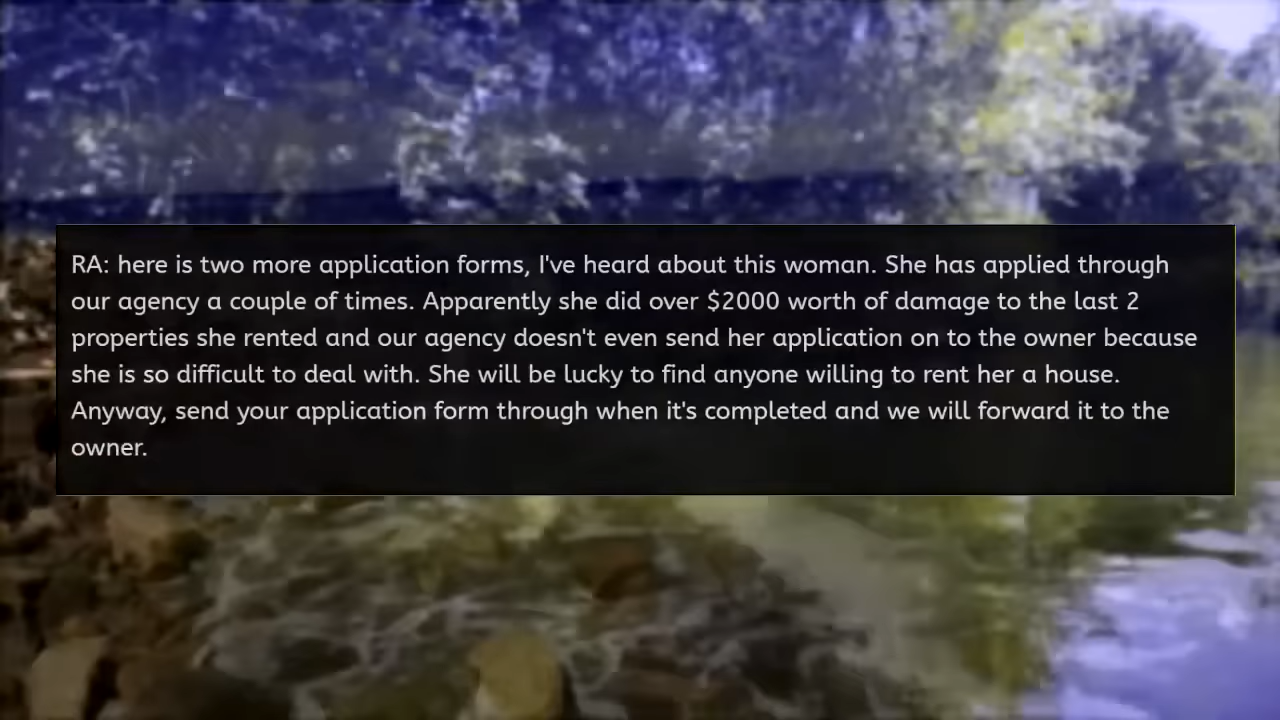 RA: here is two more application forms, I've heard about this woman. She has applied through
our agency a couple of times. Apparently she did over $2000 worth of damage to the last 2
properties she rented and our agency doesn't even send her application on to the owner because
she is so difficult to deal with. She will be lucky to find anyone willing to rent her a house.
Anyway, send your application form through when it's completed and we will forward it to the
owner.